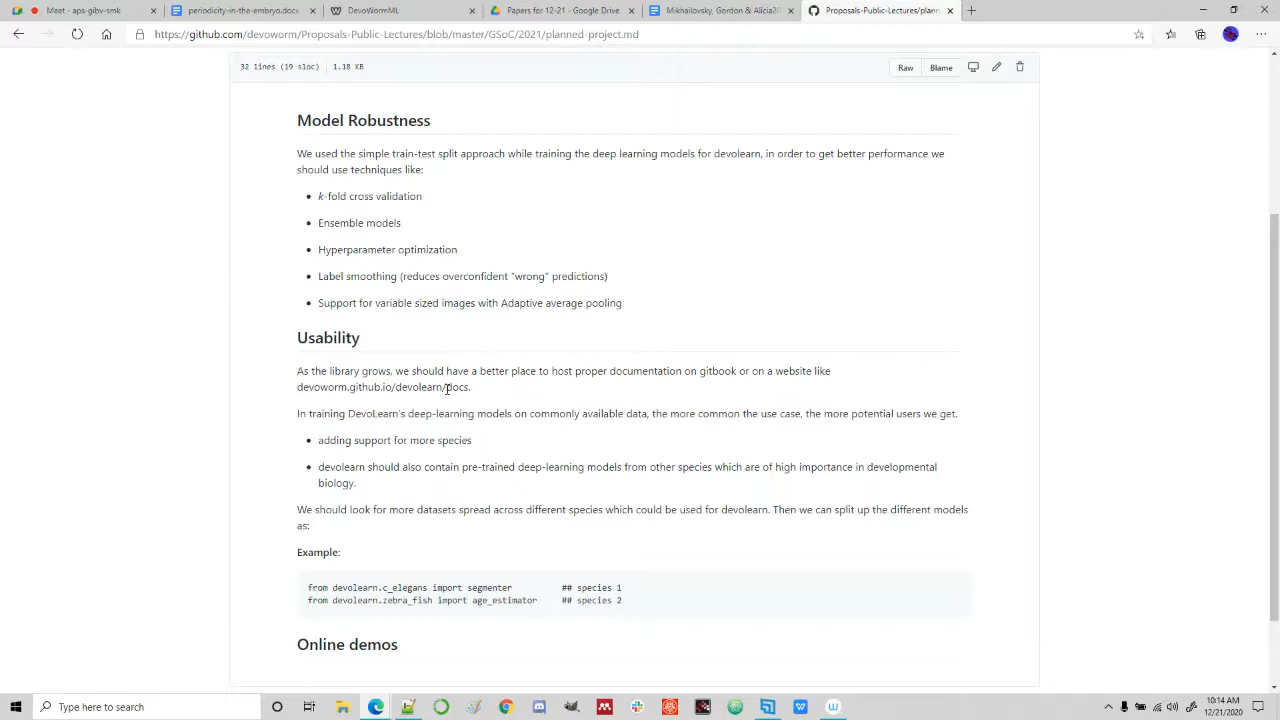 Meet - aps-gibv-smk
periodicity-in-the-embryo.docx
DevoWormML
Papers for 12-21 - Google Drive
Mikhailovsky, Gordon & Alicia20
Proposals-Public-Lectures/plann
https://github.com/devoworm/Proposals-Public-Lectures/blob/master/GSoC/2021/planned-project.md
32 lines (19 sloc) 1.18 KB
Raw Blame
Model Robustness
We used the simple train-test split approach while training the deep learning models for devolearn, in order to get better performance we
should use techniques like:
• k-fold cross validation
• Ensemble models
• Hyperparameter optimization
• Label smoothing (reduces overconfident “wrong” predictions)
• Support for variable sized images with Adaptive average pooling
Usability
As the library grows, we should have a better place to host proper documentation on gitbook or on a website like
devoworm.github.io/devolearn/docs.
In training DevoLearn's deep-learning models on commonly available data, the more common the use case, the more potential users we get.
• adding support for more species
• devolearn should also contain pre-trained deep-learning models from other species which are of high importance in developmental
biology.
We should look for more datasets spread across different species which could be used for devolearn. Then we can split up the different models
as:
Example:
from devolearn.c_elegans import segmenter ## species 1
from devolearn.zebra_fish import age_estimator ## species 2
Online demos
Type here to search
10:14 AM
12/21/2020